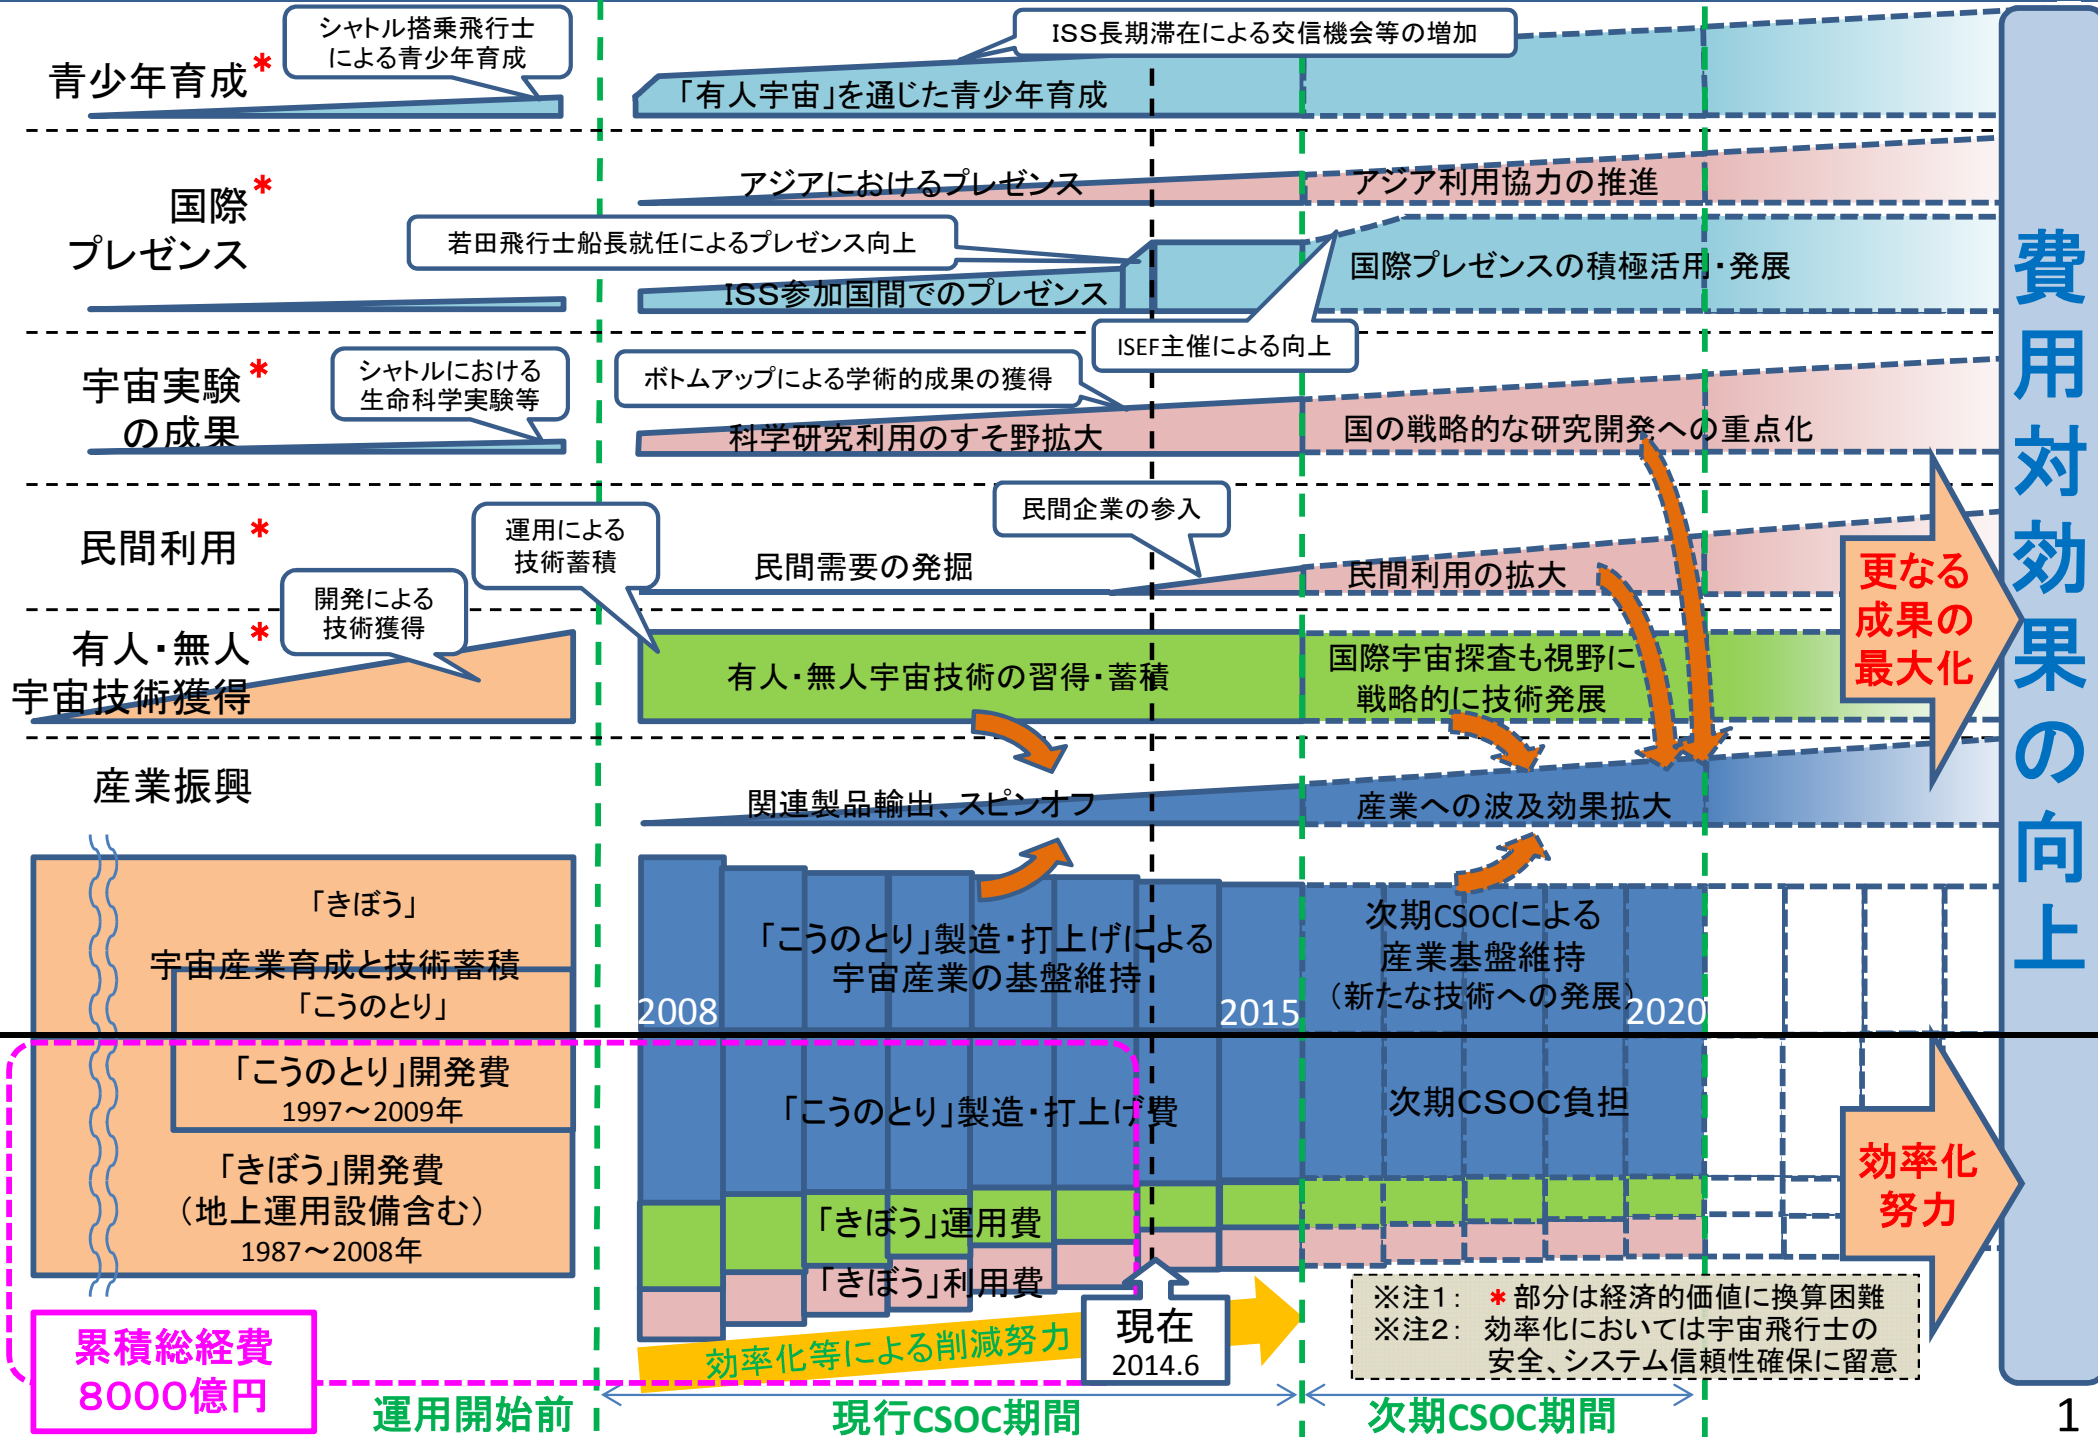 シャトル搭乗飛行士
による青少年育成
ISS長期滞在による交信機会等の増加
青少年育成*
「有人宇宙」を通じた青少年育成
国際*
プレゼンス
アジアにおけるプレゼンス
アジア利用協力の推進
若田飛行士船長就任によるプレゼンス向上
ISS参加国間でのプレゼンス
国際プレゼンスの積極活用・発展
ISEF主催による向上
宇宙実験*
の成果
シャトルにおける
生命科学実験等
ボトムアップによる学術的成果の獲得
科学研究利用のすそ野拡大
国の戦略的な研究開発への重点化
民間利用*
運用による
技術蓄積
民間企業の参入
民間需要の発掘
民間利用の拡大
有人・無人*
宇宙技術獲得
開発による
技術獲得
有人・無人宇宙技術の習得・蓄積
国際宇宙探査も視野に
戦略的に技術発展
更なる
成果の
最大化
産業振興
関連製品輸出、スピンオフ
産業への波及効果拡大
「きぼう」
宇宙産業育成と技術蓄積
「こうのとり」
「こうのとり」製造・打上げによる
宇宙産業の基盤維持
次期CSOCによる
産業基盤維持
（新たな技術への発展）
2008
2015
2020
「こうのとり」開発費
1997～2009年
「きぼう」開発費
（地上運用設備含む）
1987～2008年
「こうのとり」製造・打上げ費
次期CSOC負担
「きぼう」運用費
「きぼう」利用費
効率化
努力
費用対効果の向上
効率化等による削減努力
現在
2014.6
※注1： *部分は経済的価値に換算困難
※注2： 効率化においては宇宙飛行士の
安全、システム信頼性確保に留意
累積総経費
8000億円
運用開始前
現行CSOC期間
次期CSOC期間
1